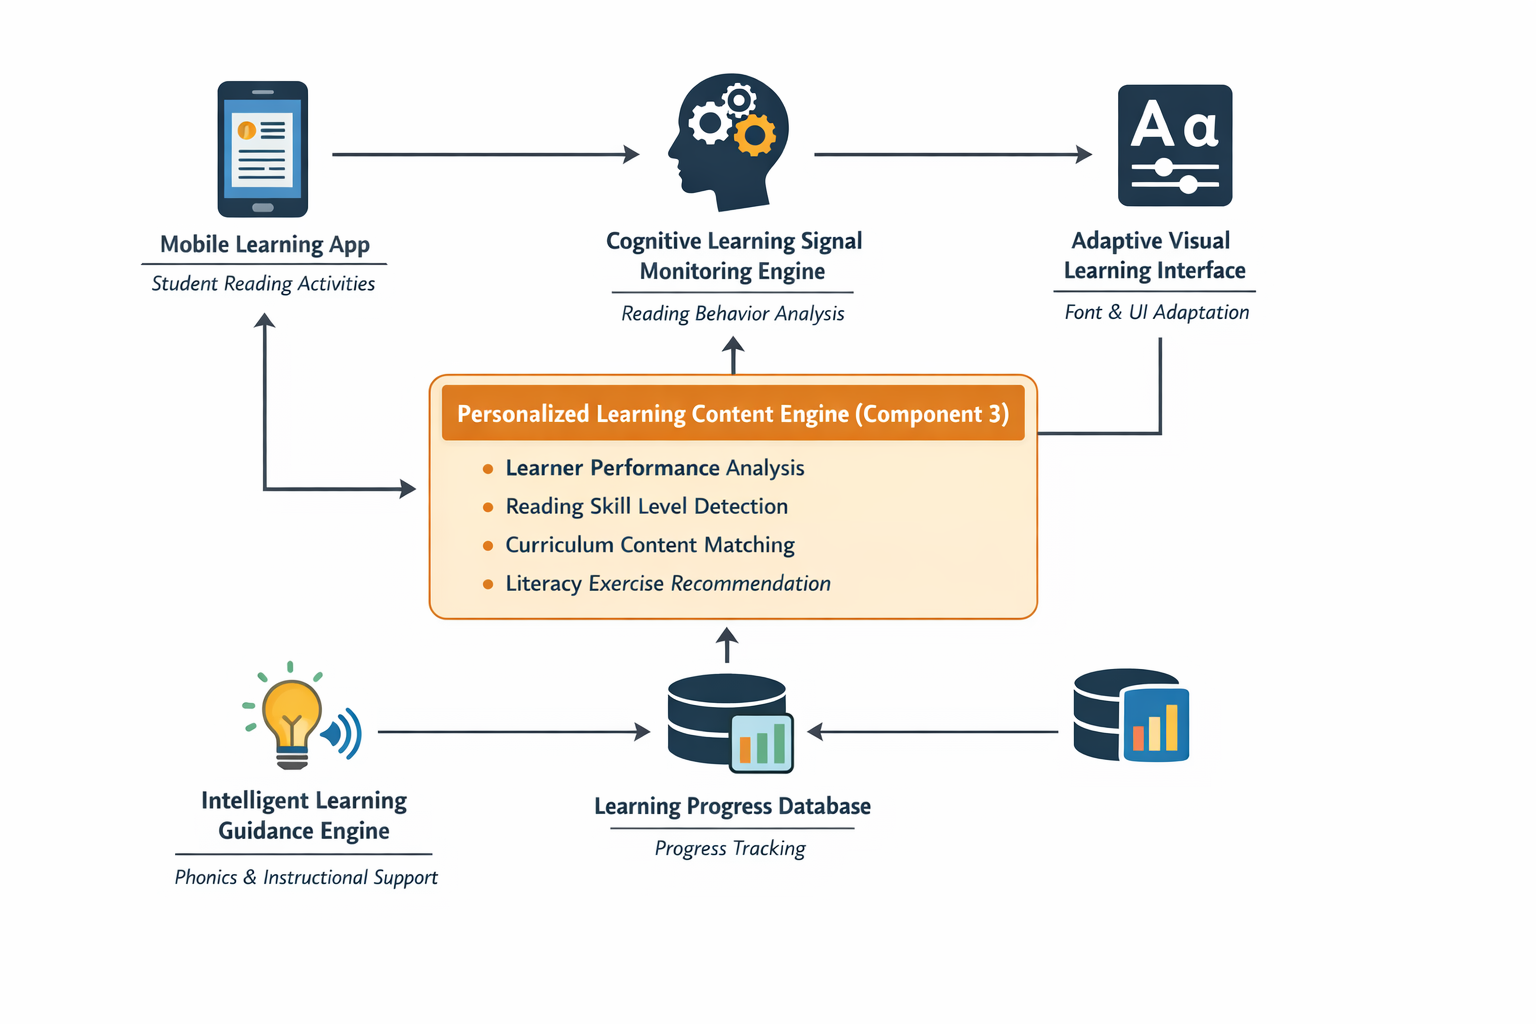 Aa
Mobile Learning App
Student Reading Activities
Cognitive Learning Signal
Monitoring Engine
Reading Behavior Analysis
Adaptive Visual
Learning Interface
Font & UI Adaptation
Personalized Learning Content Engine (Component 3)
Learner Performance Analysis
Reading Skill Level Detection
Curriculum Content Matching
Literacy Exercise Recommendation
Intelligent Learning
Guidance Engine
Phonics & Instructional Support
Learning Progress Database
Progress Tracking